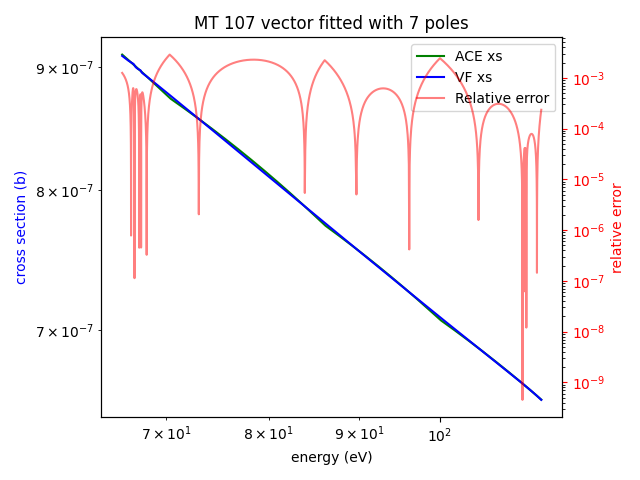 MT 107 vector fitted with 7 poles
ACE xs
VF xs
Relative error
9 × 10⁻⁷
8 × 10⁻⁷
7 × 10⁻⁷
cross section (b)
10⁻³
10⁻⁴
10⁻⁵
10⁻⁶
10⁻⁷
10⁻⁸
10⁻⁹
relative error
7 × 10¹ 8 × 10¹ 9 × 10¹ 10²
energy (eV)